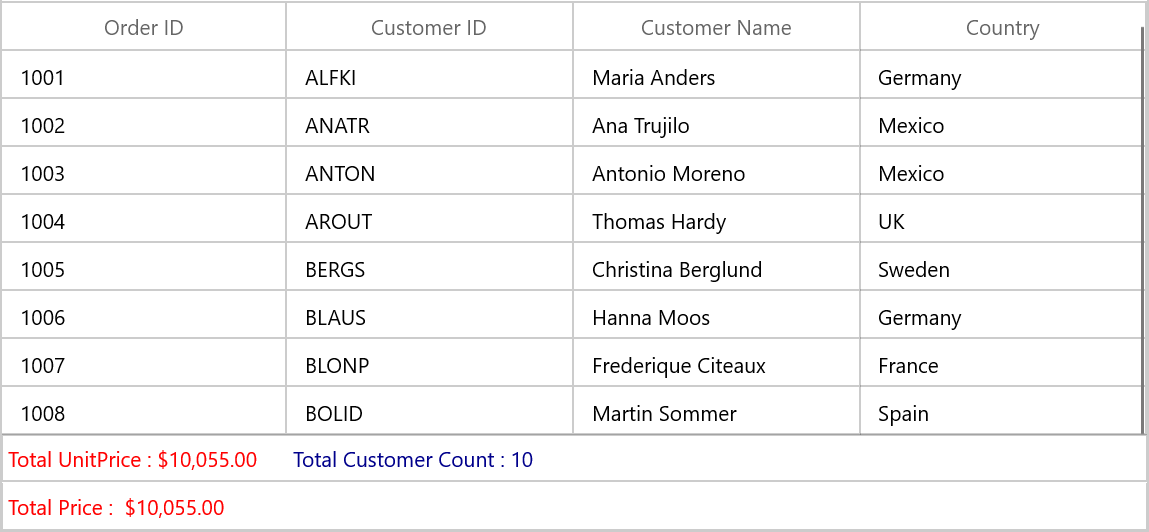 Order ID Customer ID Customer Name Country
1001 ALFKI Maria Anders Germany
1002 ANATR Ana Trujilo Mexico
1003 ANTON Antonio Moreno Mexico
1004 AROUT Thomas Hardy UK
1005 BERGS Christina Berglund Sweden
1006 BLAUS Hanna Moos Germany
1007 BLONP Frederique Citeaux France
1008 BOLID Martin Sommer Spain
Total UnitPrice : $10,055.00 Total Customer Count : 10
Total Price : $10,055.00